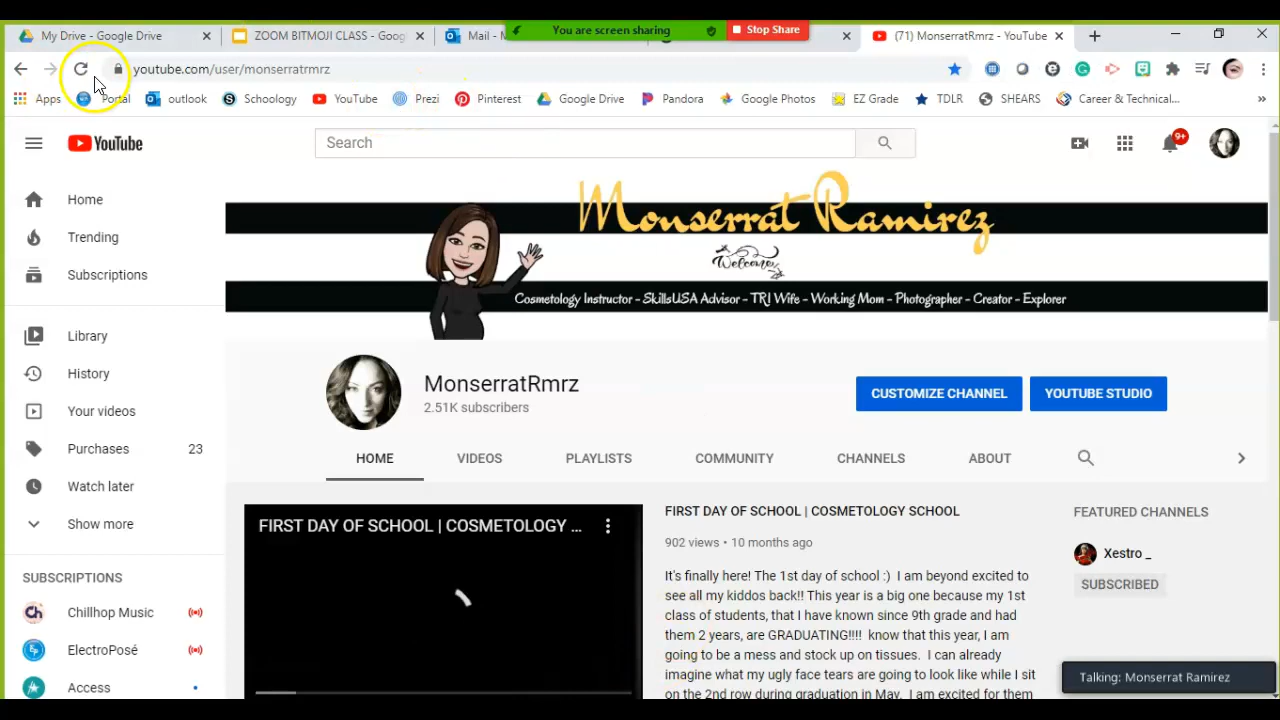 My Drive - Google Drive
ZOOM BITMOJI CLASS - Goog
Mail - M
You are screen sharing
Stop Share
(71) MonserratRmrz - YouTube
youtube.com/user/monserratrmrz
Apps
Portal
outlook
Schoology
YouTube
Prezi
Pinterest
Google Drive
Pandora
Google Photos
EZ Grade
TDLR
SHEARS
Career & Technical...
YouTube
Search
9+
Home
Trending
Subscriptions
Library
History
Your videos
Purchases 23
Watch later
Show more
SUBSCRIPTIONS
Chillhop Music
ElectroPosé
Access
Monserrat Ramirez
Welcome
Cosmetology Instructor - SkillsUSA Advisor - TRJ Wife - Working Mom - Photographer - Creator - Explorer
MonserratRmrz
2.51K subscribers
CUSTOMIZE CHANNEL
YOUTUBE STUDIO
HOME
VIDEOS
PLAYLISTS
COMMUNITY
CHANNELS
ABOUT
FIRST DAY OF SCHOOL | COSMETOLOGY ...
FIRST DAY OF SCHOOL | COSMETOLOGY SCHOOL
902 views • 10 months ago
It's finally here! The 1st day of school :) I am beyond excited to
see all my kiddos back!! This year is a big one because my 1st
class of students, that I have known since 9th grade and had
them 2 years, are GRADUATING!!!! know that this year, I am
going to be a mess and stock up on tissues. I can already
imagine what my ugly face tears are going to look like while I sit
on the 2nd row during graduation in May. I am excited for them
FEATURED CHANNELS
Xestro _
SUBSCRIBED
Talking: Monserrat Ramirez